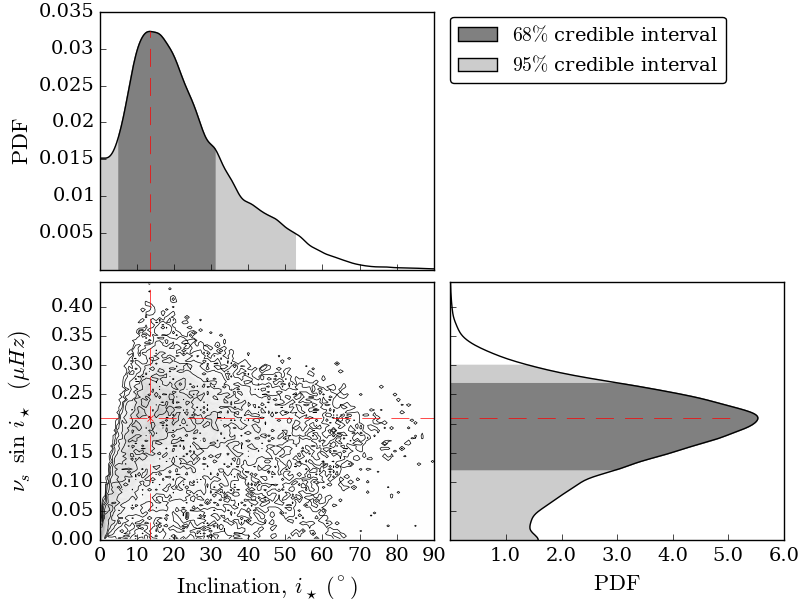 0.035
0.030
0.025
0.02
0.015
0.01
0.005
PDF
68% credible interval
95% credible interval
0.40
0.35
0.30
0.25
0.20
0.15
0.10
0.05
0.00
ν_s sin i_⋆ (μHz)
0 10 20 30 40 50 60 70 80 90
Inclination, i_⋆ (°)
1.0 2.0 3.0 4.0 5.0 6.0
PDF